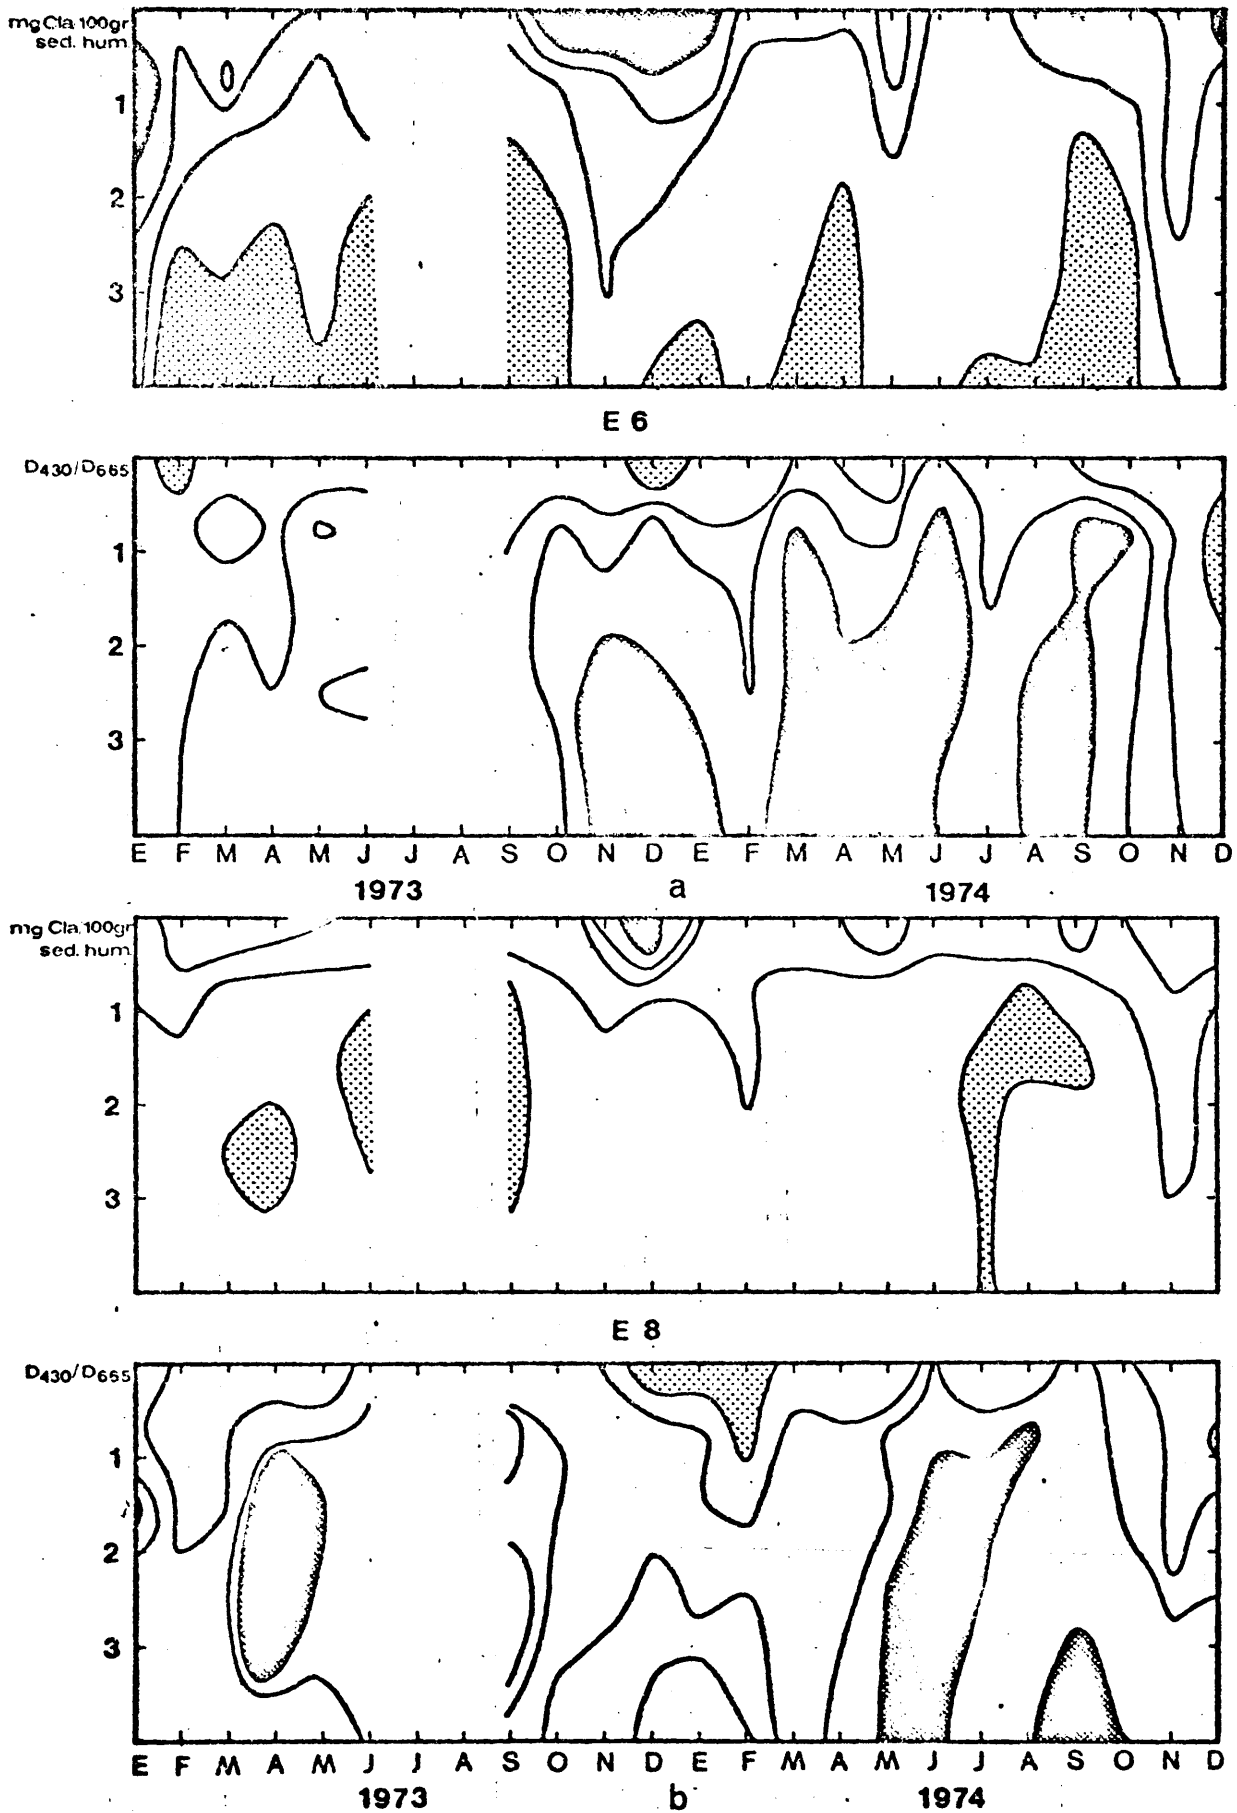 mg Cla 100gr
sed. hum.
1
2
3
E 6
D430/D665
1
2
3
E F M A M J J A S O N D E F M A M J J A S O N D
1973 a 1974
mg Cla 100gr
sed. hum.
1
2
3
E 8
D430/D665
1
2
3
E F M A M J J A S O N D E F M A M J J A S O N D
1973 b 1974